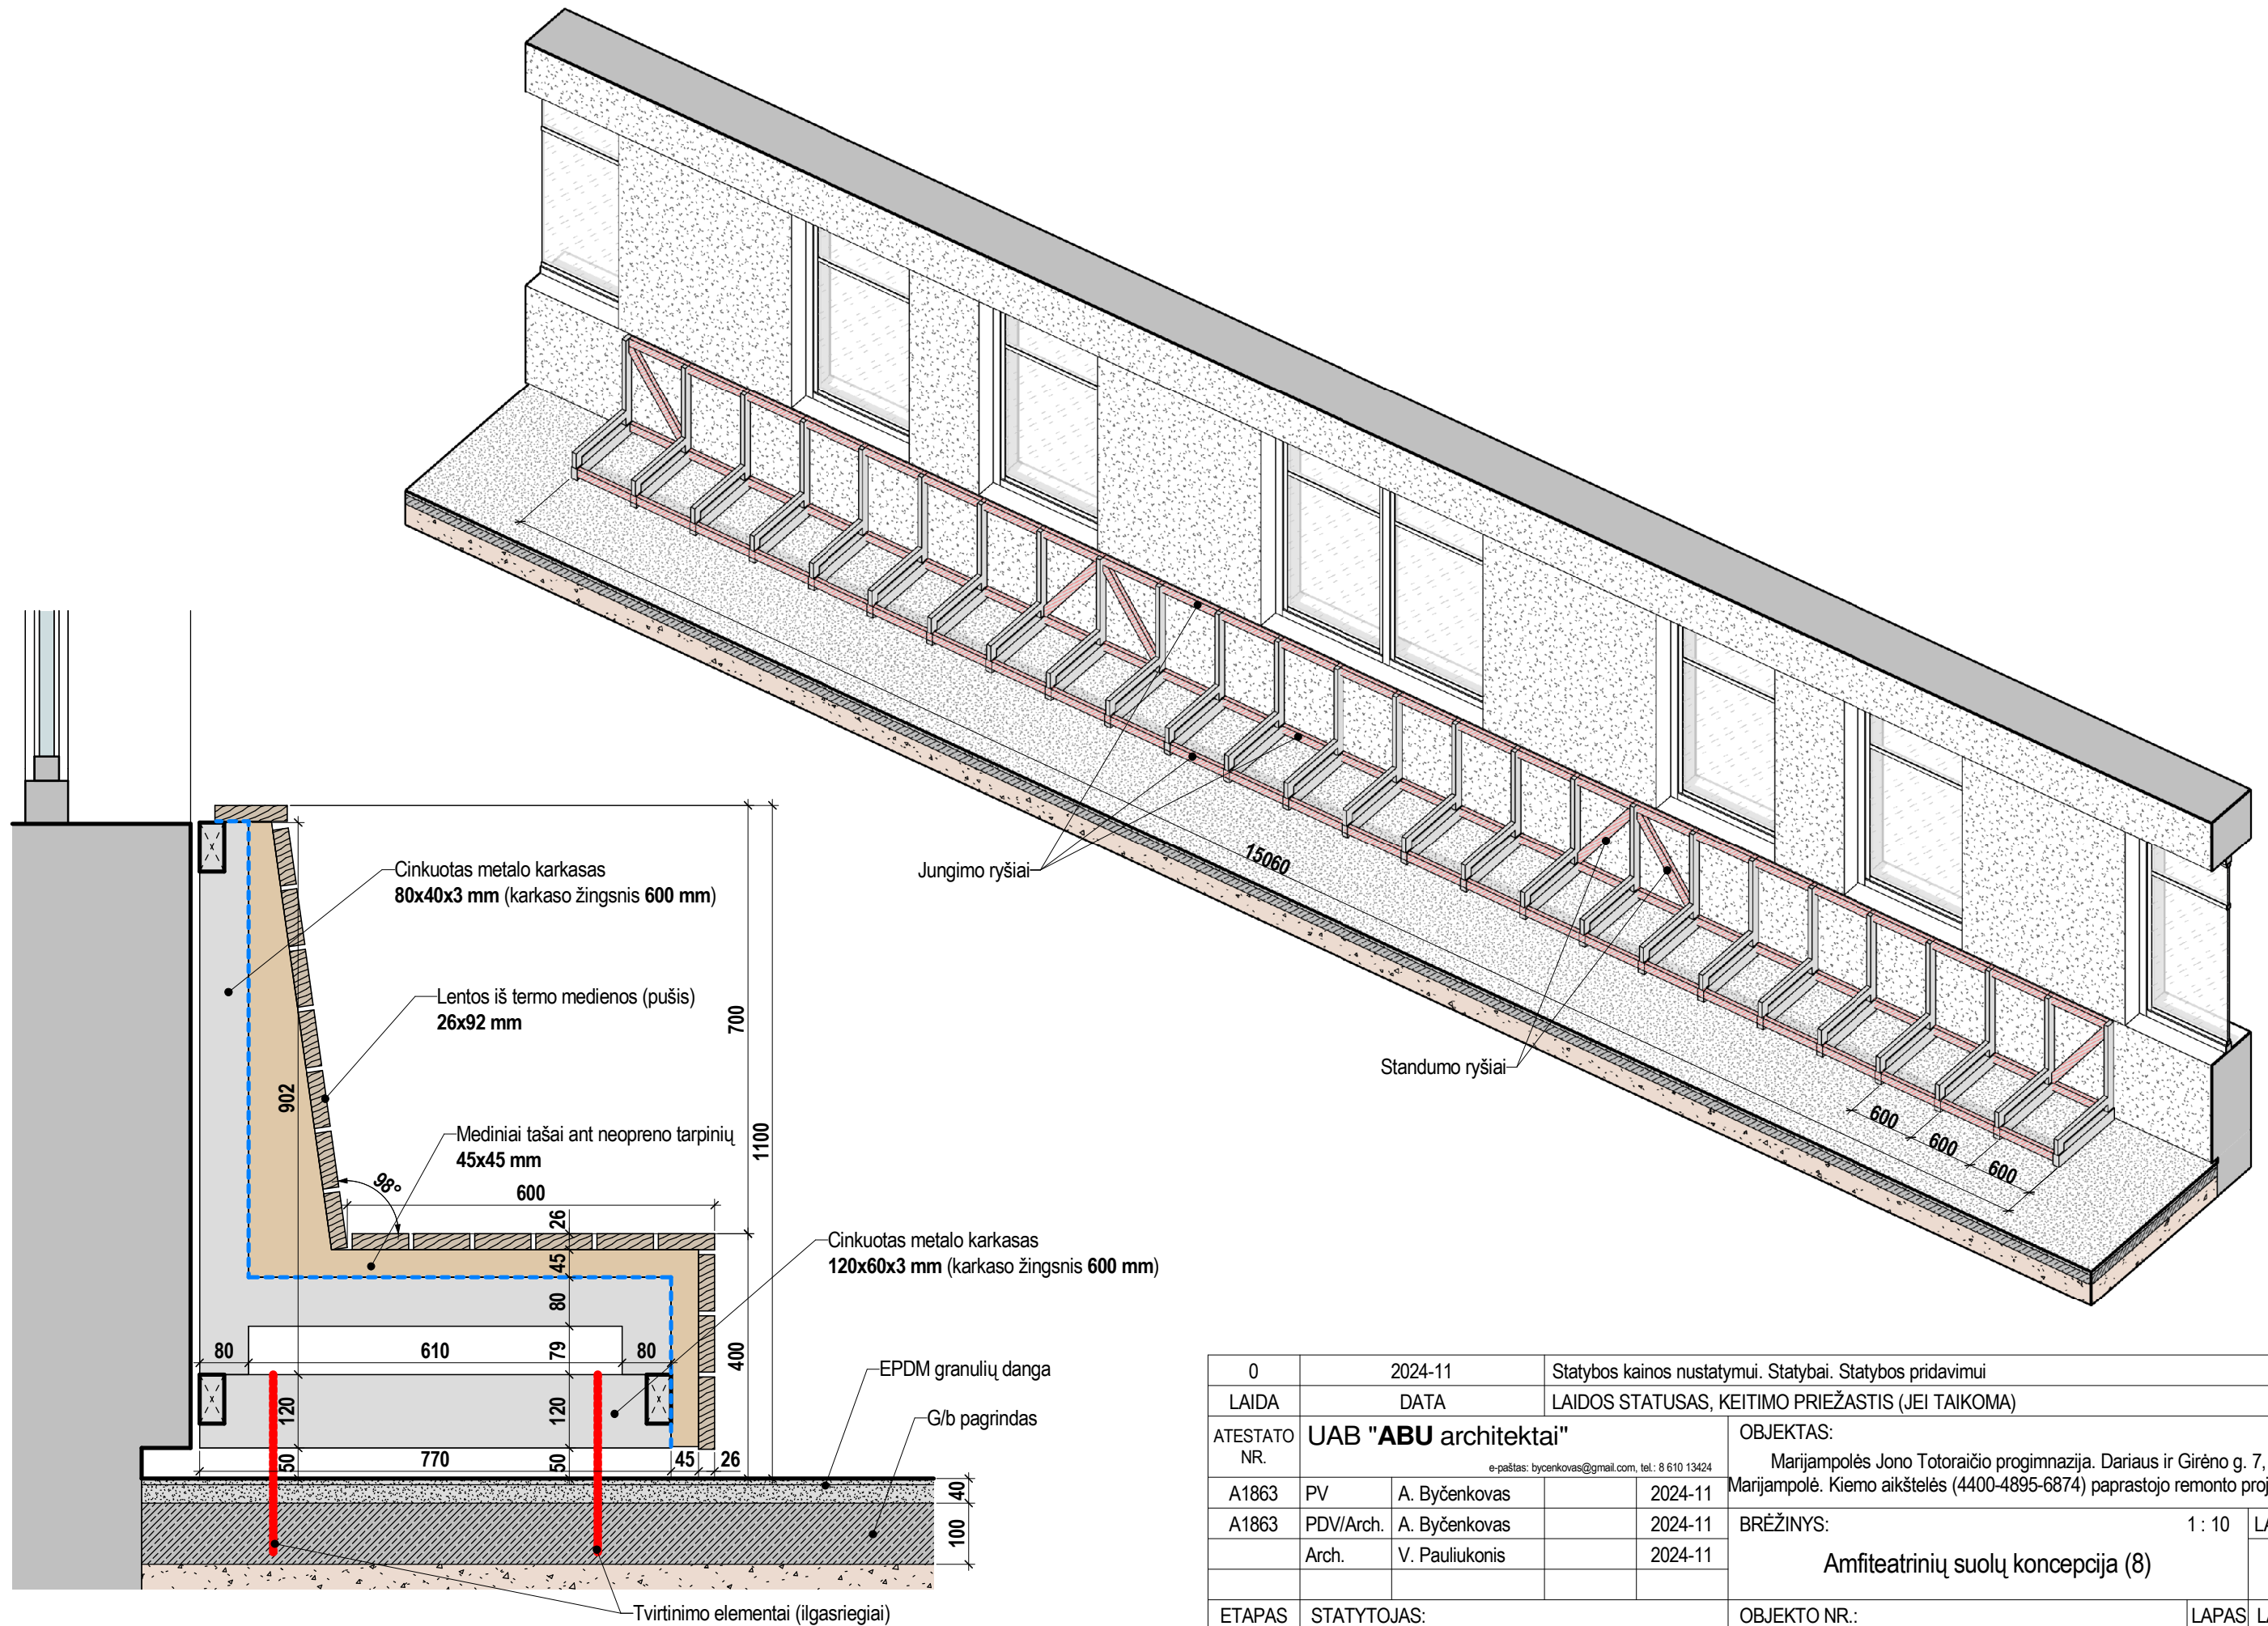 15060
600
600
600
Jungimo ryšiai
Standumo ryšiai
Cinkuotas metalo karkasas
80x40x3 mm (karkaso žingsnis 600 mm)
Lentos iš termo medienos (pušis)
26x92 mm
Mediniai tašai ant neopreno tarpinių
45x45 mm
Cinkuotas metalo karkasas
120x60x3 mm (karkaso žingsnis 600 mm)
EPDM granulių danga
G/b pagrindas
Tvirtinimo elementai (ilgasriegiai)
902
700
1100
98°
600
26
45
80
79
400
80
610
80
120
120
50
770
50
45
26
40
100
0 2024-11 Statybos kainos nustatymui. Statybai. Statybos pridavimui
LAIDA DATA LAIDOS STATUSAS, KEITIMO PRIEŽASTIS (JEI TAIKOMA)
ATESTATO NR.
UAB "ABU architektai"
e-paštas: bycenkovas@gmail.com, tel.: 8 610 13424
OBJEKTAS:
Marijampolės Jono Totoraičio progimnazija. Dariaus ir Girėno g. 7,
Marijampolė. Kiemo aikštelės (4400-4895-6874) paprastojo remonto proj
A1863 PV A. Byčenkovas 2024-11
A1863 PDV/Arch. A. Byčenkovas 2024-11
Arch. V. Pauliukonis 2024-11
BRĖŽINYS: 1 : 10 LA
Amfiteatrinių suolų koncepcija (8)
ETAPAS STATYTOJAS: OBJEKTO NR.: LAPAS LA